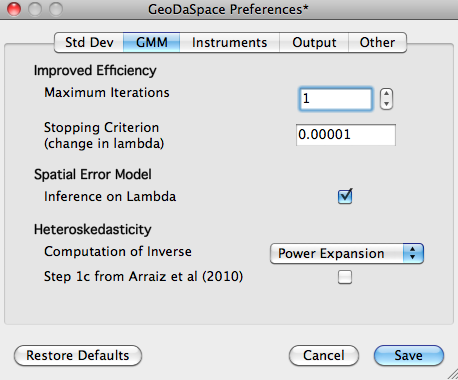 GeoDaSpace Preferences*
Std Dev GMM Instruments Output Other
Improved Efficiency
Maximum Iterations 1
Stopping Criterion
(change in lambda) 0.00001
Spatial Error Model
Inference on Lambda
Heteroskedasticity
Computation of Inverse Power Expansion
Step 1c from Arraiz et al (2010)
Restore Defaults Cancel Save